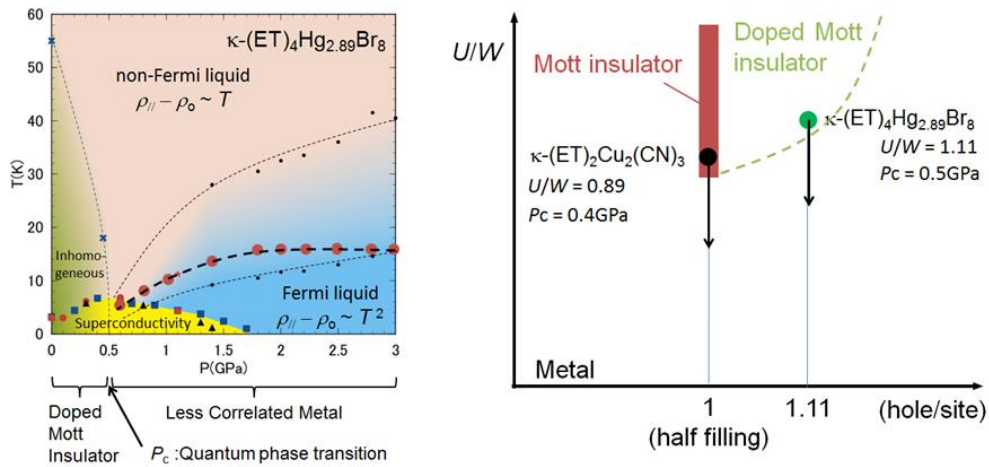 κ-(ET)4Hg2.89Br8
non-Fermi liquid
ρ// − ρo ~ T
Inhomo
geneous
Fermi liquid
ρ// − ρo ~ T2
Superconductivity
T(K)
60
50
40
30
20
10
0
0
0.5
1
1.5
2
2.5
3
P(GPa)
Doped
Mott
Insulator
Less Correlated Metal
Pc :Quantum phase transition
U/W
Mott insulator
Doped Mott
insulator
κ-(ET)2Cu2(CN)3
U/W = 0.89
Pc = 0.4GPa
κ-(ET)4Hg2.89Br8
U/W = 1.11
Pc = 0.5GPa
Metal
1
(half filling)
1.11
(hole/site)